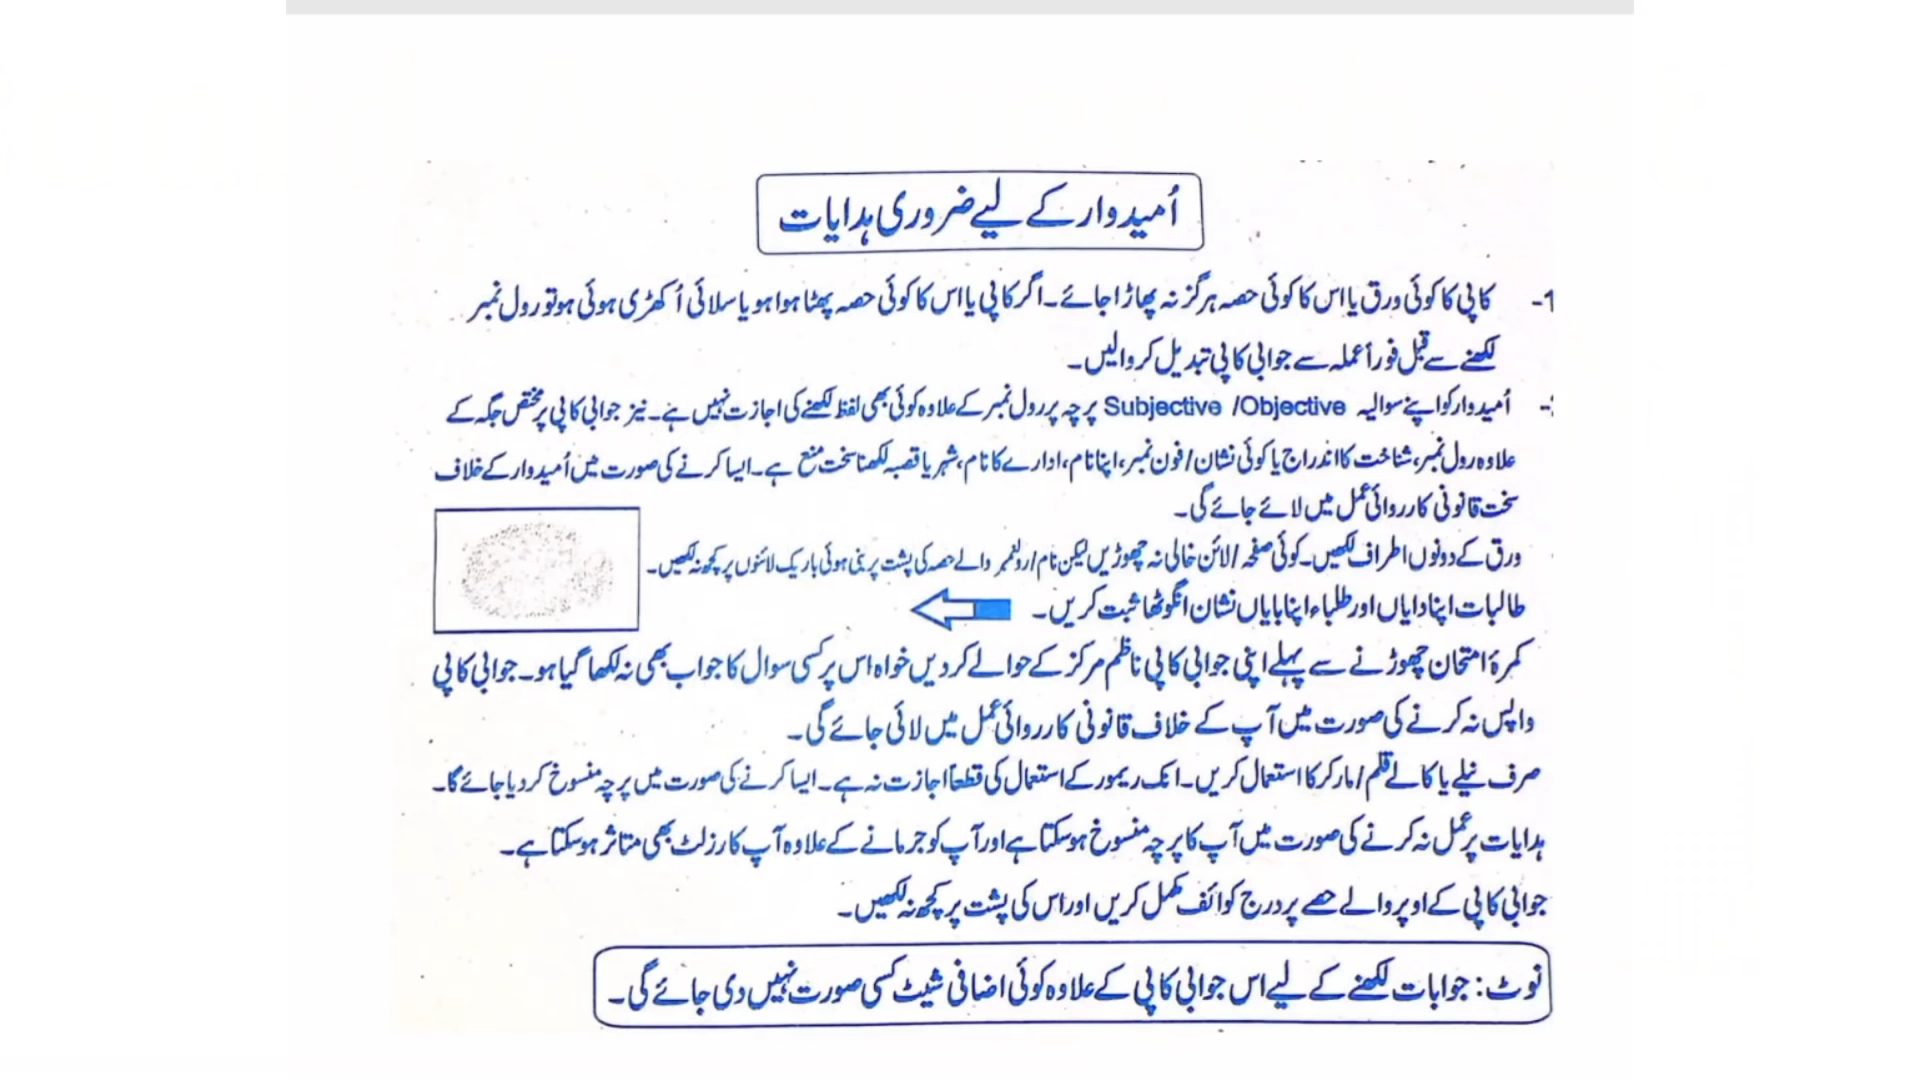 اُمیدوار کے لیے ضروری ہدایات
1- کاپی کا کوئی ورق یا اس کا کوئی حصہ ہرگز نہ پھاڑا جائے۔ اگر کاپی یا اس کا کوئی حصہ پھٹا ہوا ہو یا سلائی اُکھڑی ہوئی ہو تو رول نمبر
لکھنے سے قبل فوراً عملہ سے جوابی کاپی تبدیل کروالیں۔
اُمیدوار کو اپنے سوالیہ Subjective /Objective پرچہ پر رول نمبر کے علاوہ کوئی بھی لفظ لکھنے کی اجازت نہیں ہے۔ نیز جوابی کاپی پر مختص جگہ کے
علاوہ رول نمبر، شناخت کا اندراج یا کوئی نشان/فون نمبر، اپنا نام، ادارے کا نام، شہر یا قصبہ لکھنا سخت منع ہے۔ ایسا کرنے کی صورت میں اُمیدوار کے خلاف
سخت قانونی کارروائی عمل میں لائے جائے گی۔
ورق کے دونوں اطراف لکھیں۔ کوئی صفحہ/لائن خالی نہ چھوڑیں لیکن نام/رولنمبر والے حصہ کی پشت پر بنی ہوئی باریک لائنوں پر کچھ نہ لکھیں۔
طالبات اپنا دایاں اور طلباء اپنا بایاں نشان انگوٹھا ثبت کریں۔
کمرۂ امتحان چھوڑنے سے پہلے اپنی جوابی کاپی ناظم مرکز کے حوالے کر دیں خواہ اس پر کسی سوال کا جواب بھی نہ لکھا گیا ہو۔ جوابی کاپی
واپس نہ کرنے کی صورت میں آپ کے خلاف قانونی کارروائی عمل میں لائی جائے گی۔
صرف نیلے یا کالے قلم/مارکر کا استعمال کریں۔ انک ریمور کے استعمال کی قطعاً اجازت نہ ہے۔ ایسا کرنے کی صورت میں پرچہ منسوخ کر دیا جائے گا۔
ہدایات پر عمل نہ کرنے کی صورت میں آپ کا پرچہ منسوخ ہو سکتا ہے اور آپ کو جرمانے کے علاوہ آپ کا رزلٹ بھی متاثر ہو سکتا ہے۔
جوابی کاپی کے اوپر والے حصے پر درج کوائف مکمل کریں اور اس کی پشت پر کچھ نہ لکھیں۔
نوٹ: جوابات لکھنے کے لیے اس جوابی کاپی کے علاوہ کوئی اضافی شیٹ کسی صورت نہیں دی جائے گی۔